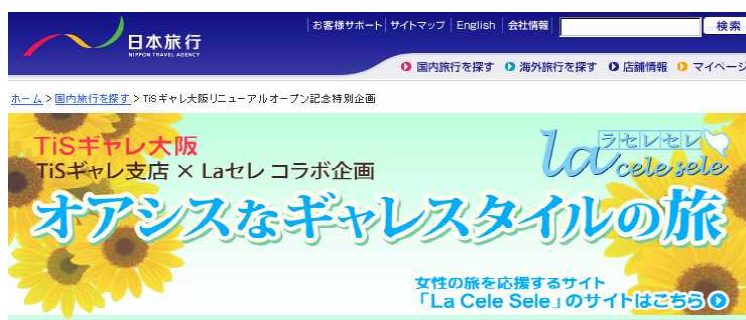 お客様サポート | サイトマップ | English | 会社情報
検索
日本旅行
NIPPON TRAVEL AGENCY
国内旅行を探す 海外旅行を探す 店舗情報 マイページ
ホーム > 国内旅行を探す > TiSギャレ大阪リニューアルオープン記念特別企画
TiSギャレ大阪
TiSギャレ支店 × Laセレ コラボ企画
ラセレセレ
la cele sele
オアシスなギャレスタイルの旅
女性の旅を応援するサイト
「La Cele Sele」のサイトはこちら